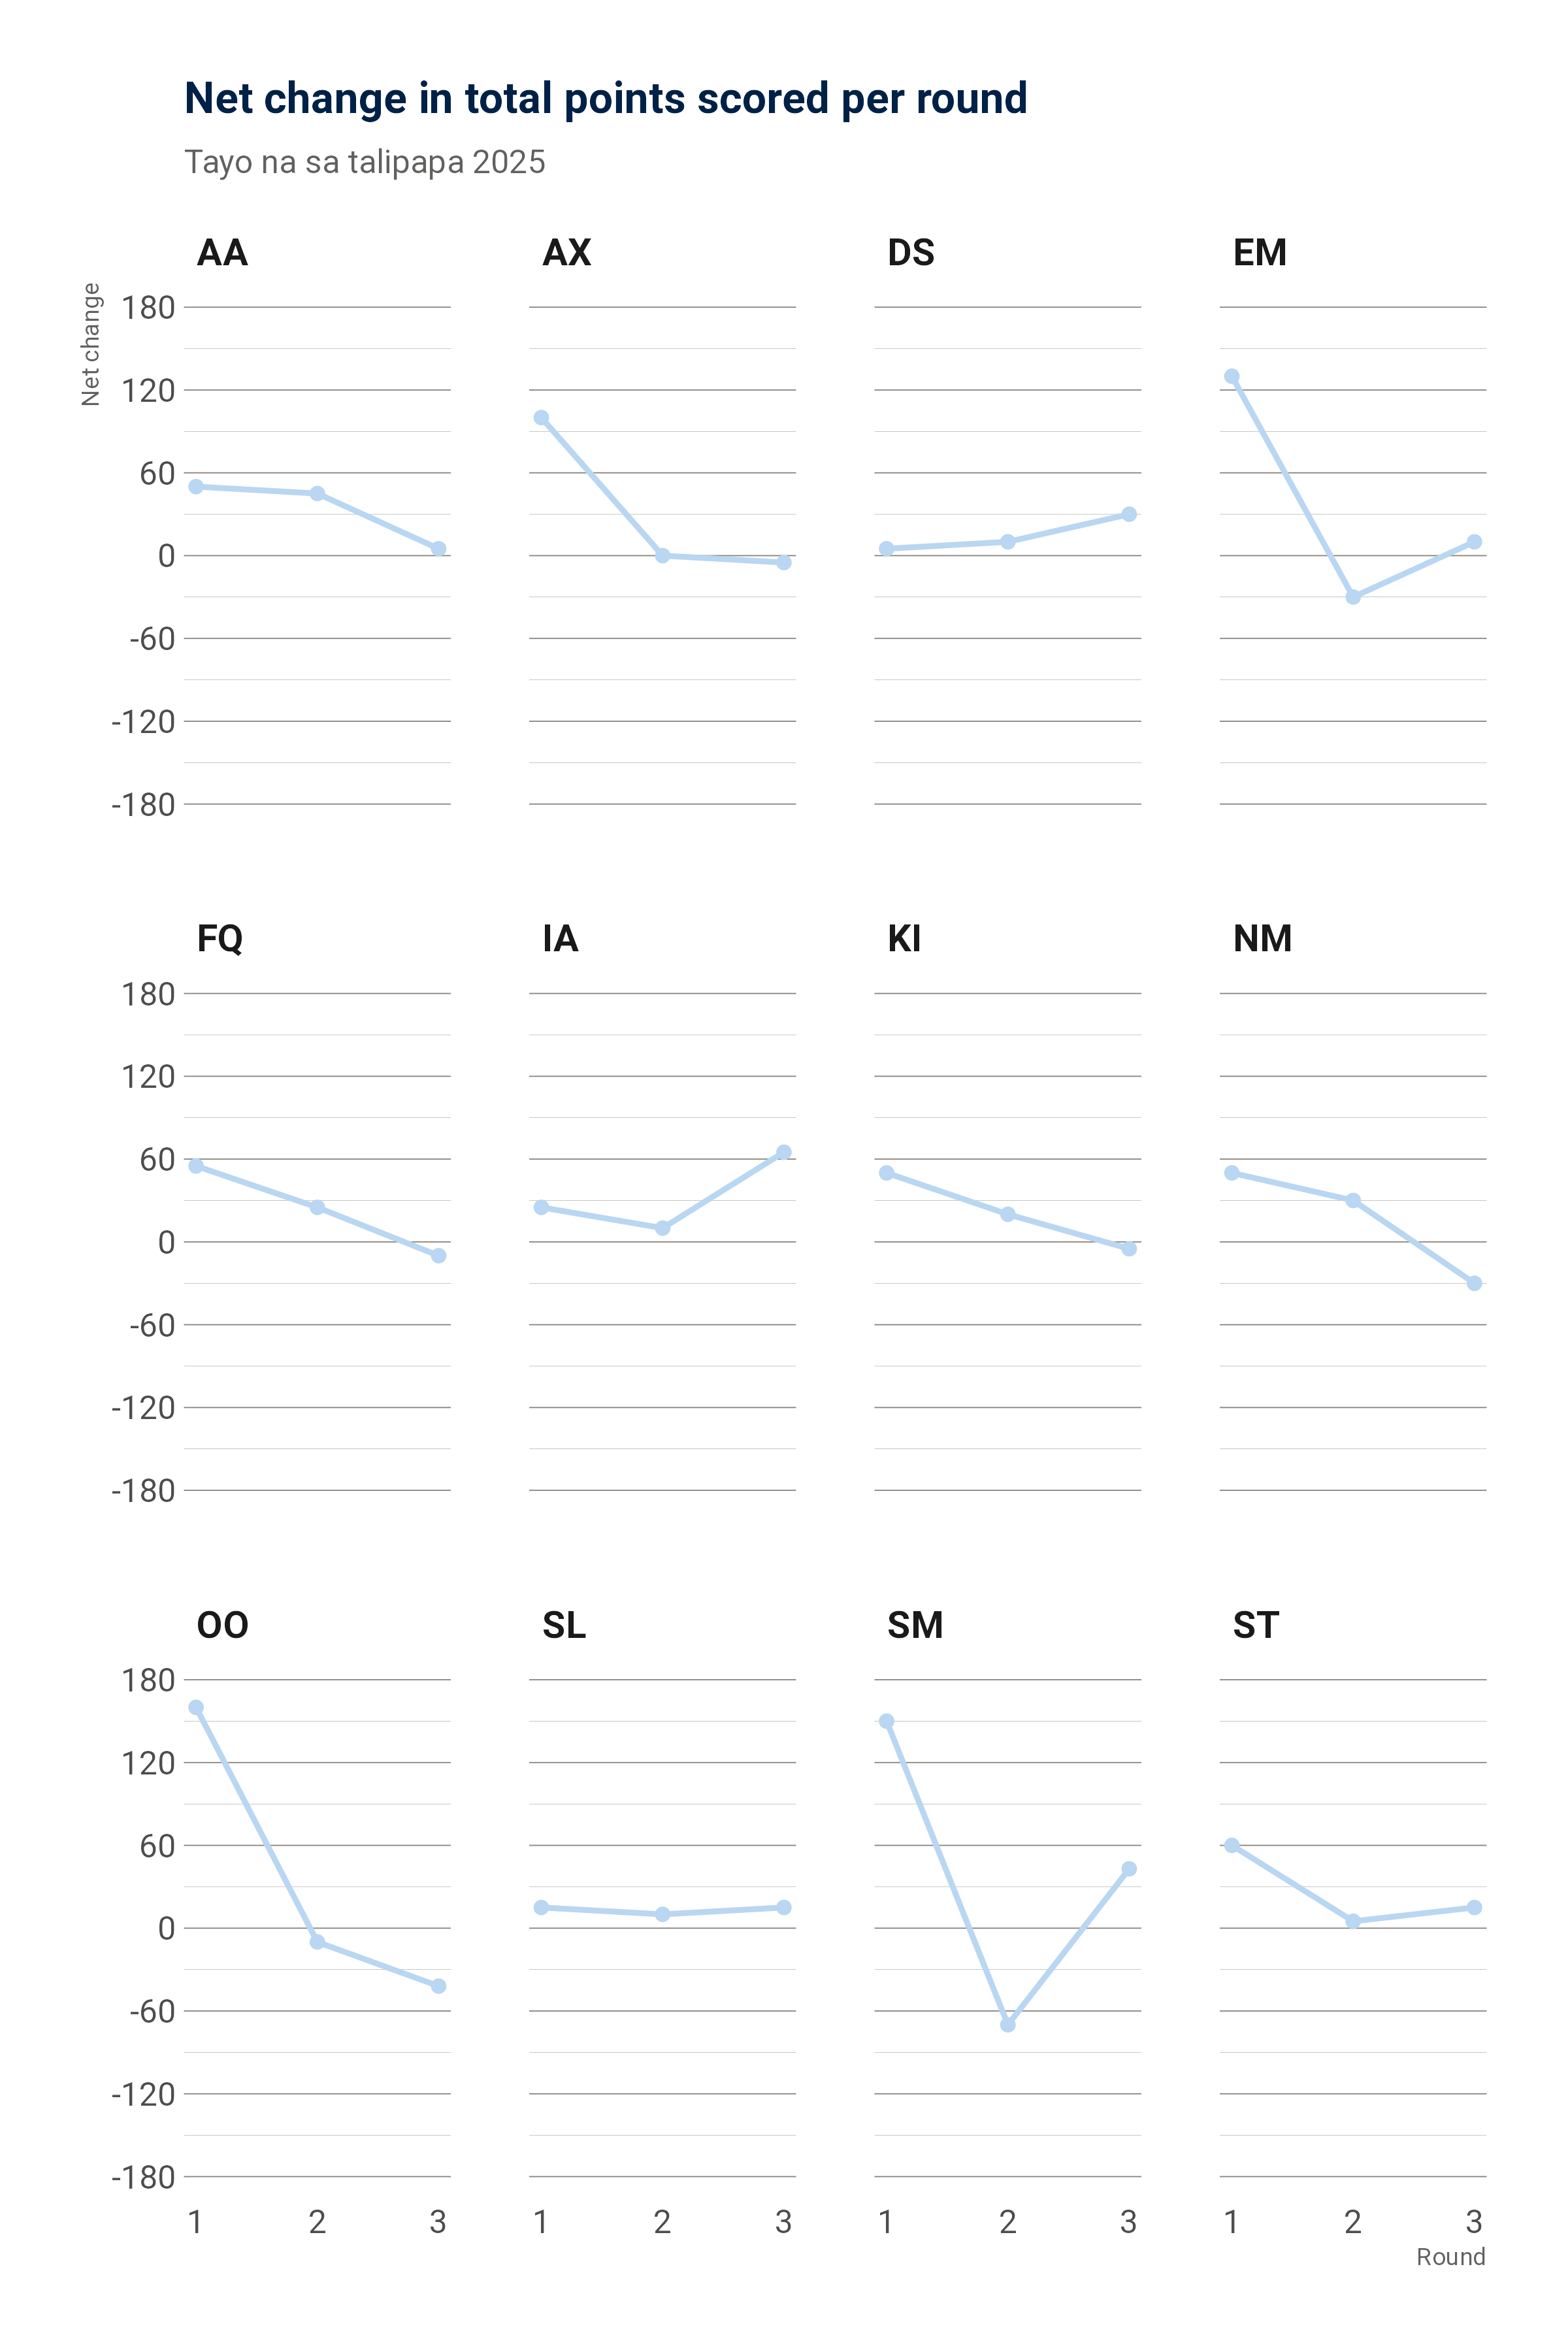 Net change in total points scored per round
Tayo na sa talipapa 2025
AA AX DS EM
Net change
180
120
60
0
-60
-120
-180
FQ IA KI NM
180
120
60
0
-60
-120
-180
OO SL SM ST
180
120
60
0
-60
-120
-180
1 2 3 1 2 3 1 2 3 1 2 3
Round